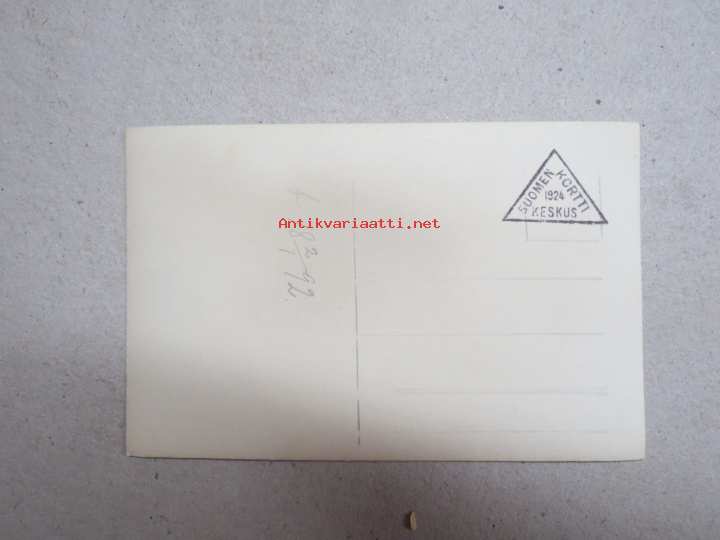 SUOMEN KORTTI
1924
KESKUS
Antikvariaatti.net